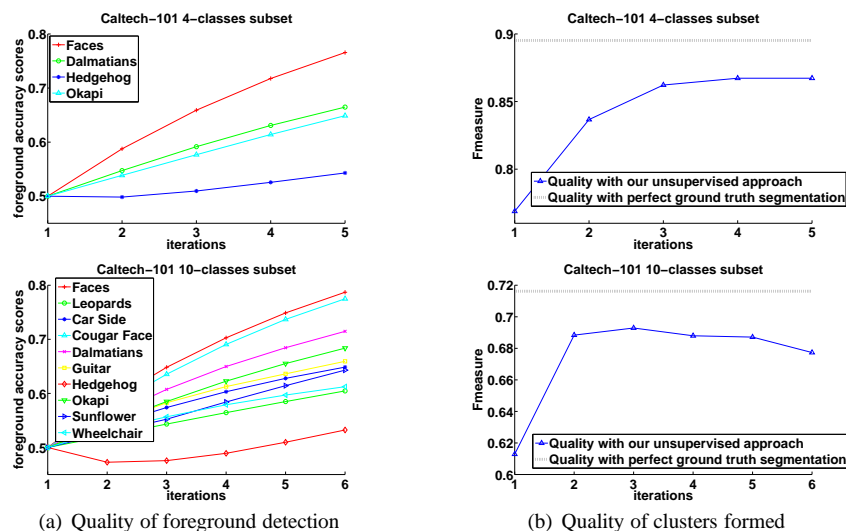 Caltech−101 4−classes subset
0.8
0.7
0.6
0.5
foreground accuracy scores
Faces
Dalmatians
Hedgehog
Okapi
1 2 3 4 5
iterations
Caltech−101 4−classes subset
0.9
0.85
0.8
Fmeasure
Quality with our unsupervised approach
Quality with perfect ground truth segmentation
1 2 3 4 5 6
iterations
Caltech−101 10−classes subset
0.8
0.7
0.6
0.5
foreground accuracy scores
Faces
Leopards
Car Side
Cougar Face
Dalmatians
Guitar
Hedgehog
Okapi
Sunflower
Wheelchair
1 2 3 4 5 6
iterations
Caltech−101 10−classes subset
0.72
0.7
0.68
0.66
0.64
0.62
0.6
Fmeasure
Quality with our unsupervised approach
Quality with perfect ground truth segmentation
1 2 3 4 5 6
iterations
(a) Quality of foreground detection
(b) Quality of clusters formed